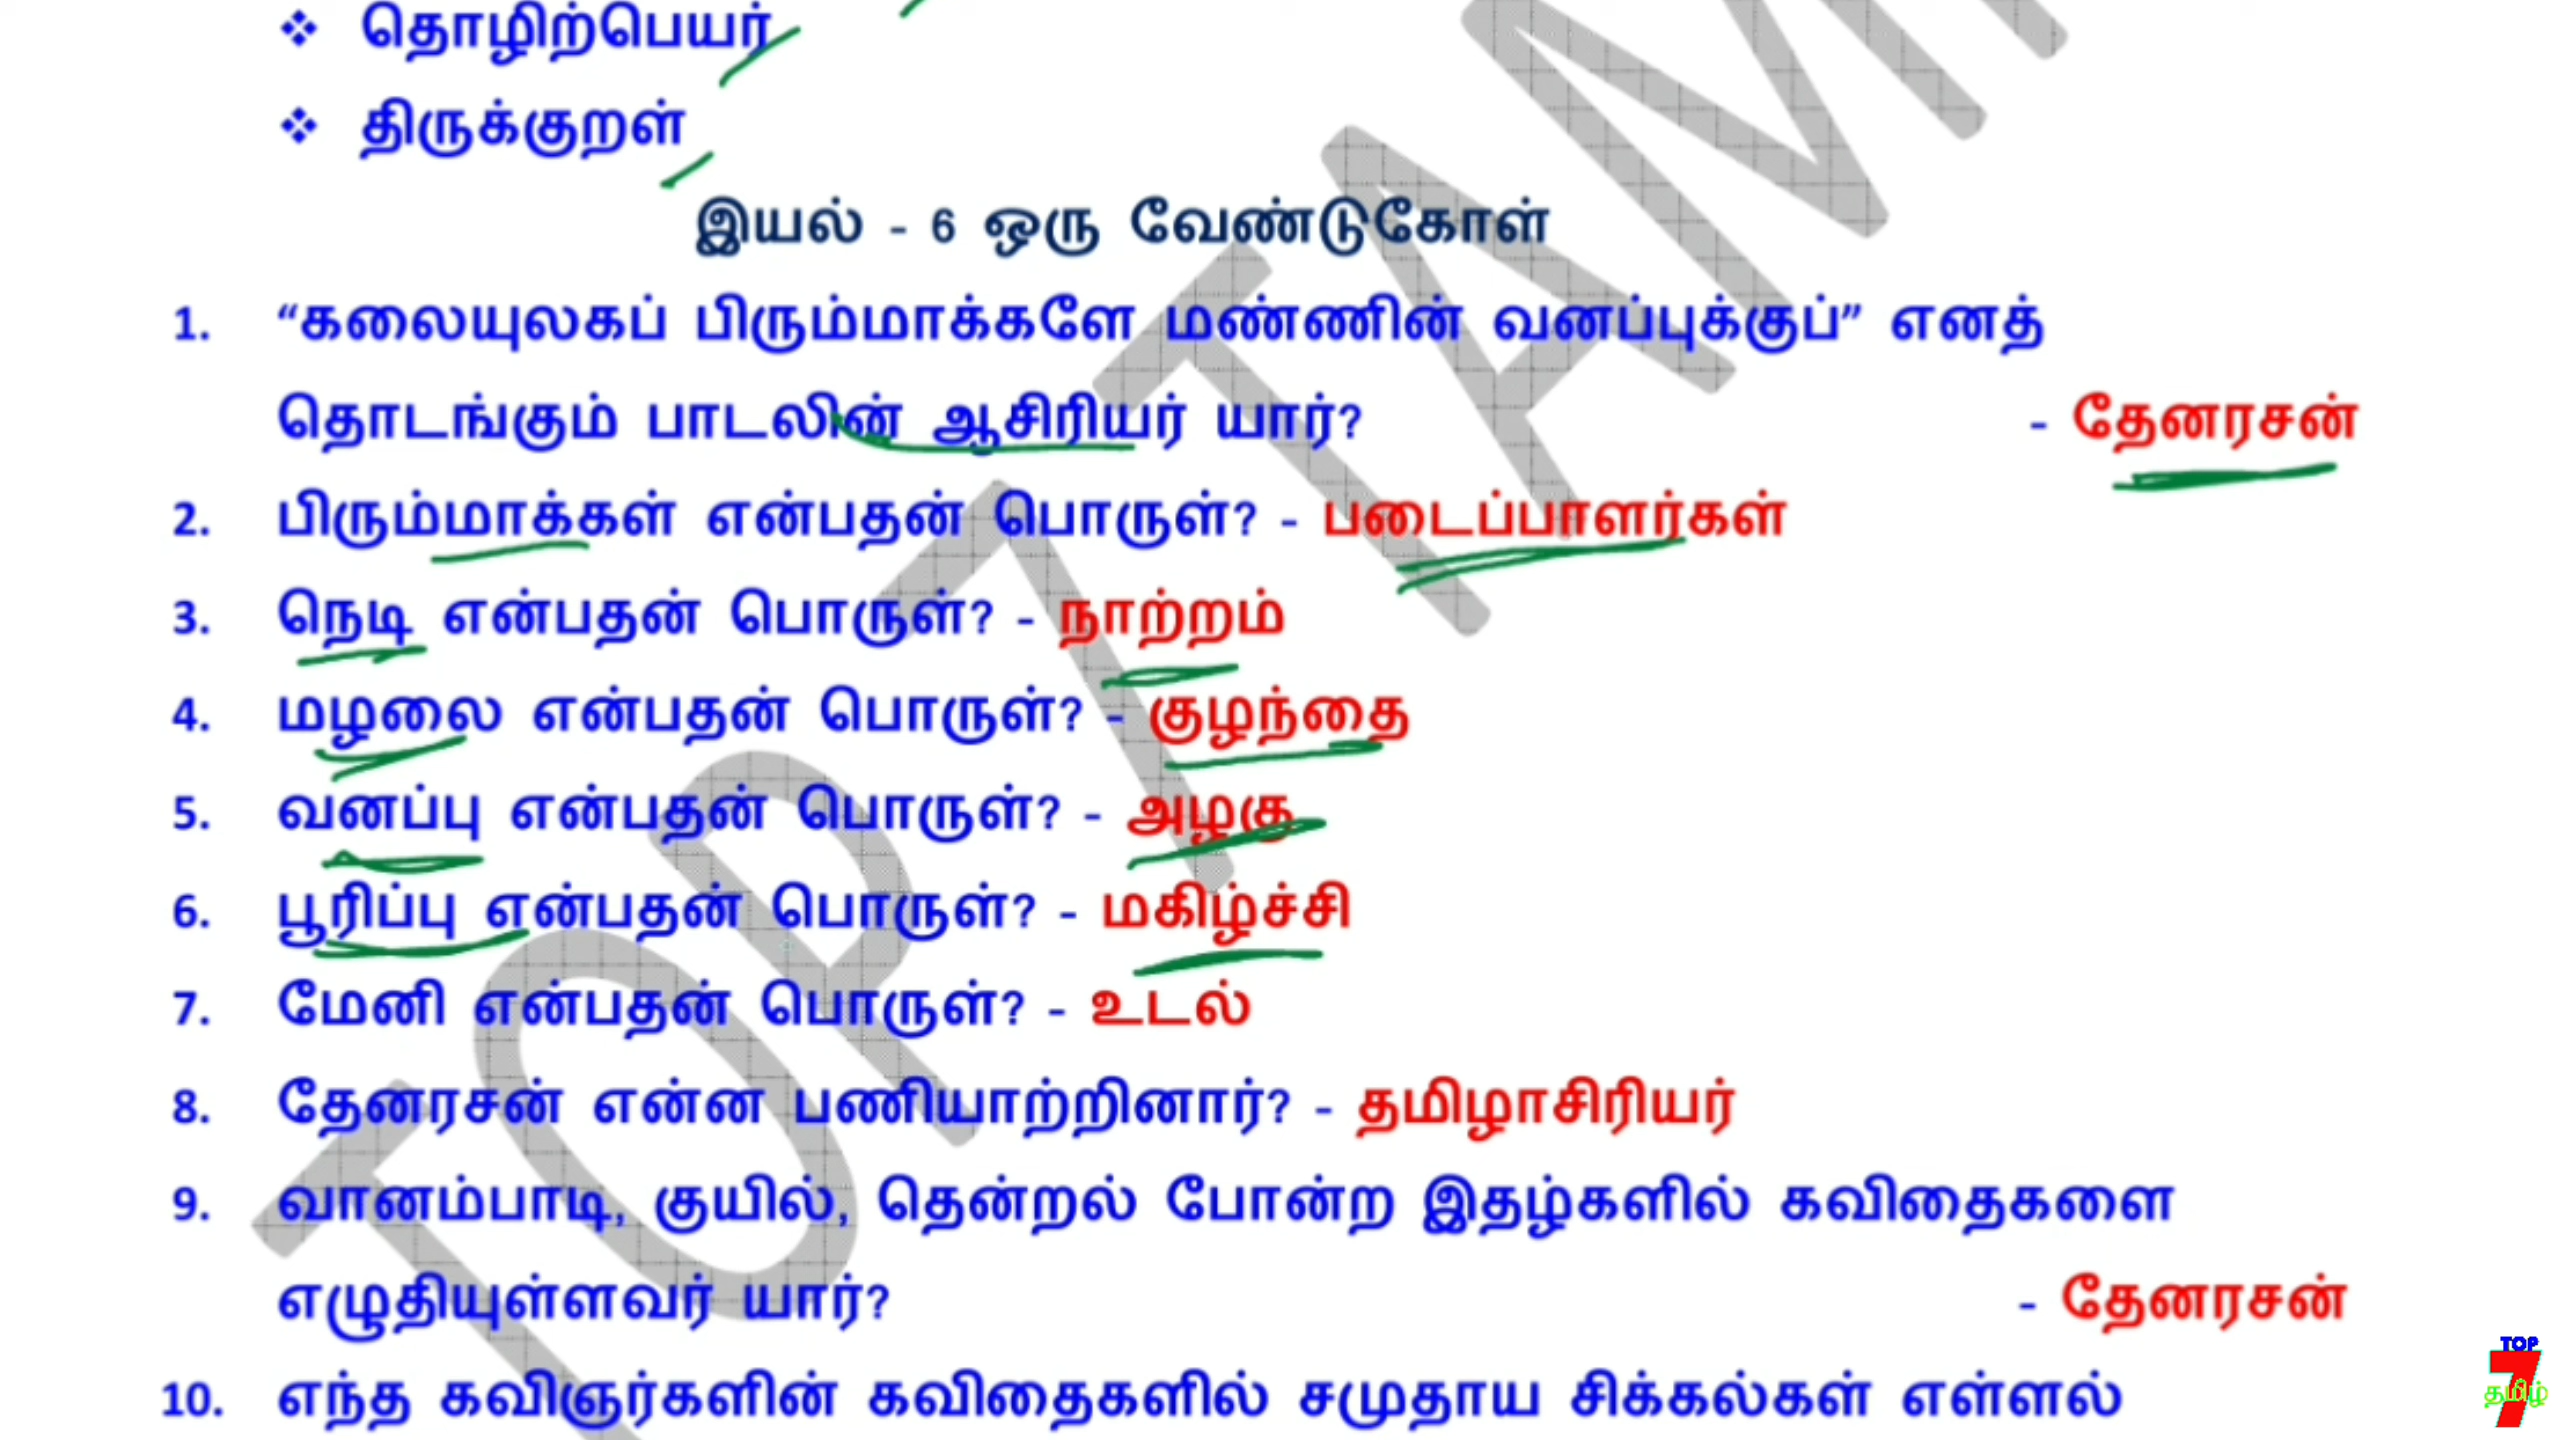 ❖ தொழிற்பெயர்
❖ திருக்குறள்
இயல் - 6 ஒரு வேண்டுகோள்
1. “கலையுலகப் பிரும்மாக்களே மண்ணின் வனப்புக்குப்” எனத்
தொடங்கும் பாடலின் ஆசிரியர் யார்? - தேனரசன்
2. பிரும்மாக்கள் என்பதன் பொருள்? - படைப்பாளர்கள்
3. நெடி என்பதன் பொருள்? - நாற்றம்
4. மழலை என்பதன் பொருள்? - குழந்தை
5. வனப்பு என்பதன் பொருள்? - அழகு
6. பூரிப்பு என்பதன் பொருள்? - மகிழ்ச்சி
7. மேனி என்பதன் பொருள்? - உடல்
8. தேனரசன் என்ன பணியாற்றினார்? - தமிழாசிரியர்
9. வானம்பாடி, குயில், தென்றல் போன்ற இதழ்களில் கவிதைகளை
எழுதியுள்ளவர் யார்? - தேனரசன்
10. எந்த கவிஞர்களின் கவிதைகளில் சமுதாய சிக்கல்கள் எள்ளல்
TOP 7 TAMI
TOP
7
தமிழ்